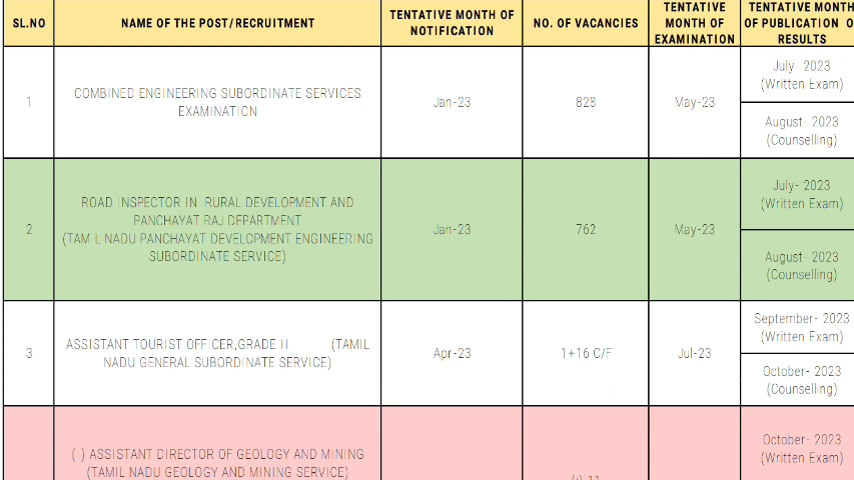 SL.NO
NAME OF THE POST/RECRUITMENT
TENTATIVE MONTH OF
NOTIFICATION
NO. OF VACANCIES
TENTATIVE
MONTH OF
EXAMINATION
TENTATIVE MONTH
OF PUBLICATION O
RESULTS
1
COMBINED ENGINEERING SUBORDINATE SERVICES
EXAMINATION
Jan-23
828
May-23
July- 2023
(Written Exam)
August- 2023
(Counselling)
2
ROAD INSPECTOR IN RURAL DEVELOPMENT AND
PANCHAYAT RAJ DEPARTMENT
(TAMIL NADU PANCHAYAT DEVELOPMENT ENGINEERING
SUBORDINATE SERVICE)
Jan-23
762
May-23
July- 2023
(Written Exam)
August- 2023
(Counselling)
3
ASSISTANT TOURIST OFFICER,GRADE II (TAMIL
NADU GENERAL SUBORDINATE SERVICE)
Apr-23
1+16 C/F
Jul-23
September- 2023
(Written Exam)
October- 2023
(Counselling)
( ) ASSISTANT DIRECTOR OF GEOLOGY AND MINING
(TAMIL NADU GEOLOGY AND MINING SERVICE)
October- 2023
(Written Exam)